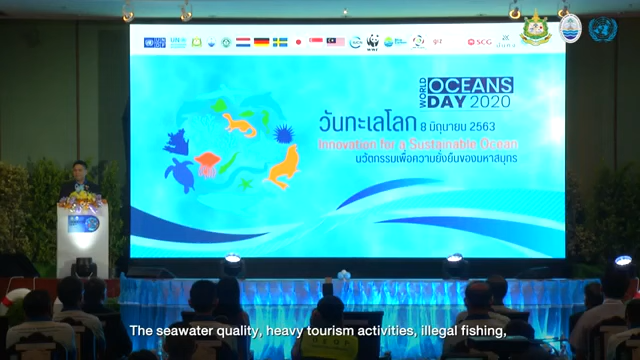 WWF
SCG
WORLD
OCEANS
DAY 2020
วันทะเลโลก 8 มิถุนายน 2563
Innovation for a Sustainable Ocean
นวัตกรรมเพื่อความยั่งยืนของมหาสมุทร
The seawater quality, heavy tourism activities, illegal fishing,